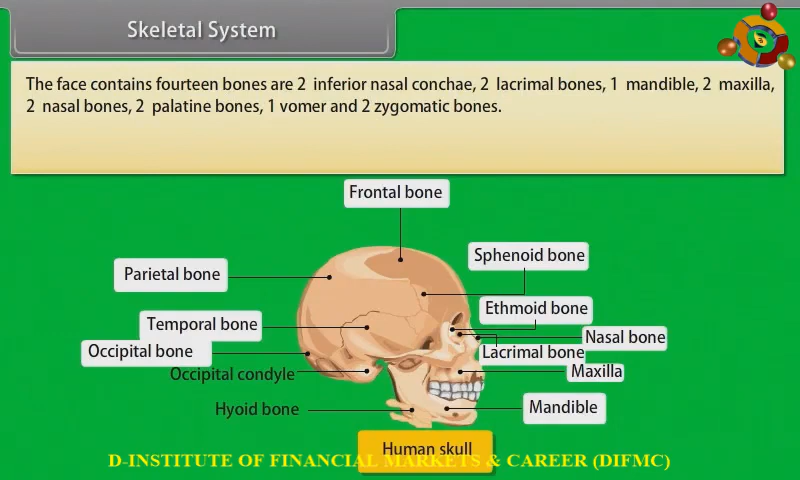 Skeletal System
The face contains fourteen bones are 2 inferior nasal conchae, 2 lacrimal bones, 1 mandible, 2 maxilla,
2 nasal bones, 2 palatine bones, 1 vomer and 2 zygomatic bones.
Frontal bone
Sphenoid bone
Parietal bone
Ethmoid bone
Temporal bone
Nasal bone
Occipital bone
Lacrimal bone
Occipital condyle
Maxilla
Hyoid bone
Mandible
Human skull
D-INSTITUTE OF FINANCIAL MARKETS & CAREER (DIFMC)